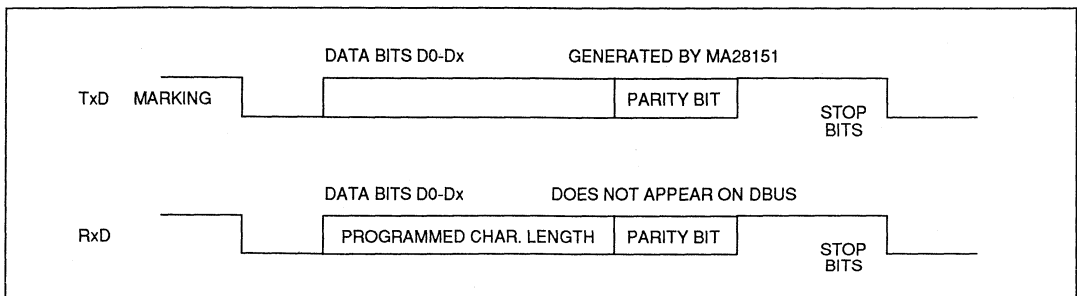 DATA BITS D0-Dx GENERATED BY MA28151
TxD MARKING PARITY BIT
STOP
BITS
DATA BITS D0-Dx DOES NOT APPEAR ON DBUS
RxD PROGRAMMED CHAR. LENGTH PARITY BIT
STOP
BITS